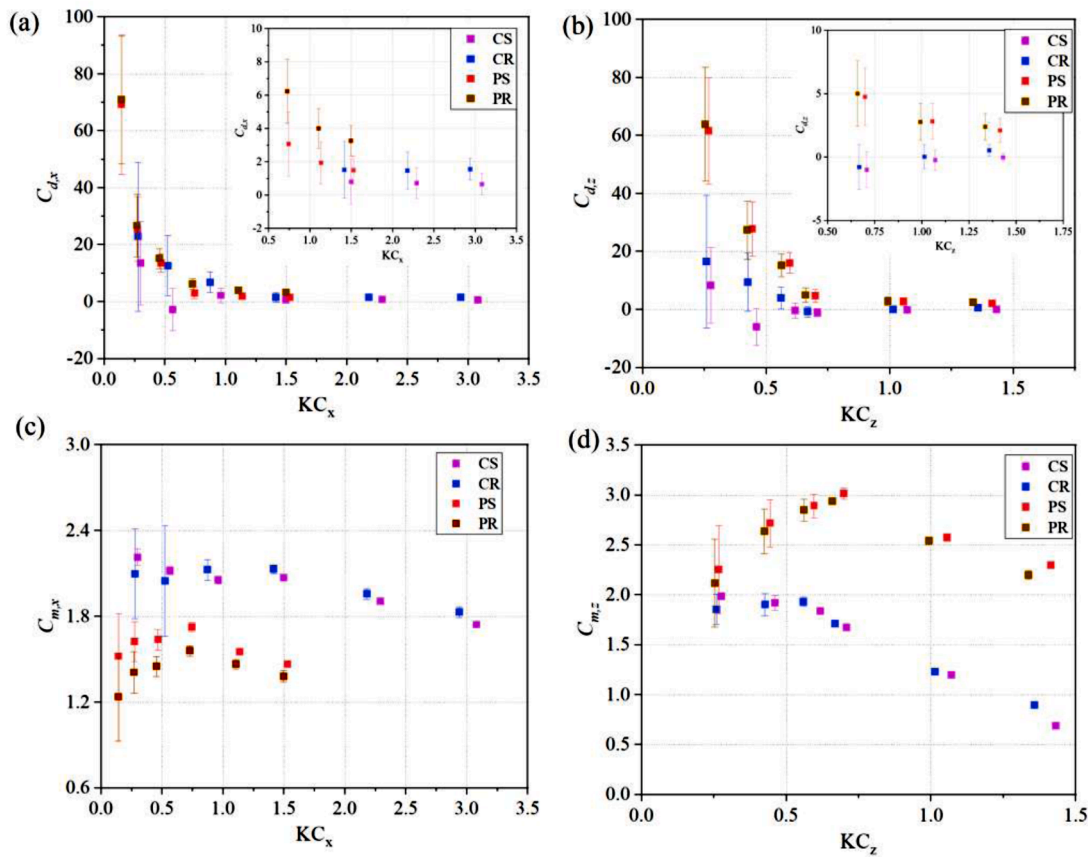 (a)
100
80
60
40
20
0
-20
C_{d,x}
0.0 0.5 1.0 1.5 2.0 2.5 3.0 3.5
KC_x
CS
CR
PS
PR
10
8
6
4
2
0
-2
C_{d,x}
0.5 1.0 1.5 2.0 2.5 3.0 3.5
KC_x
(b)
100
80
60
40
20
0
-20
C_{d,z}
0.0 0.5 1.0 1.5
KC_z
CS
CR
PS
PR
10
5
0
-5
C_{d,z}
0.50 0.75 1.00 1.25 1.50 1.75
KC_z
(c)
3.0
2.4
1.8
1.2
0.6
C_{m,x}
0.0 0.5 1.0 1.5 2.0 2.5 3.0 3.5
KC_x
CS
CR
PS
PR
(d)
3.5
3.0
2.5
2.0
1.5
1.0
0.5
0.0
C_{m,z}
0.0 0.5 1.0 1.5
KC_z
CS
CR
PS
PR